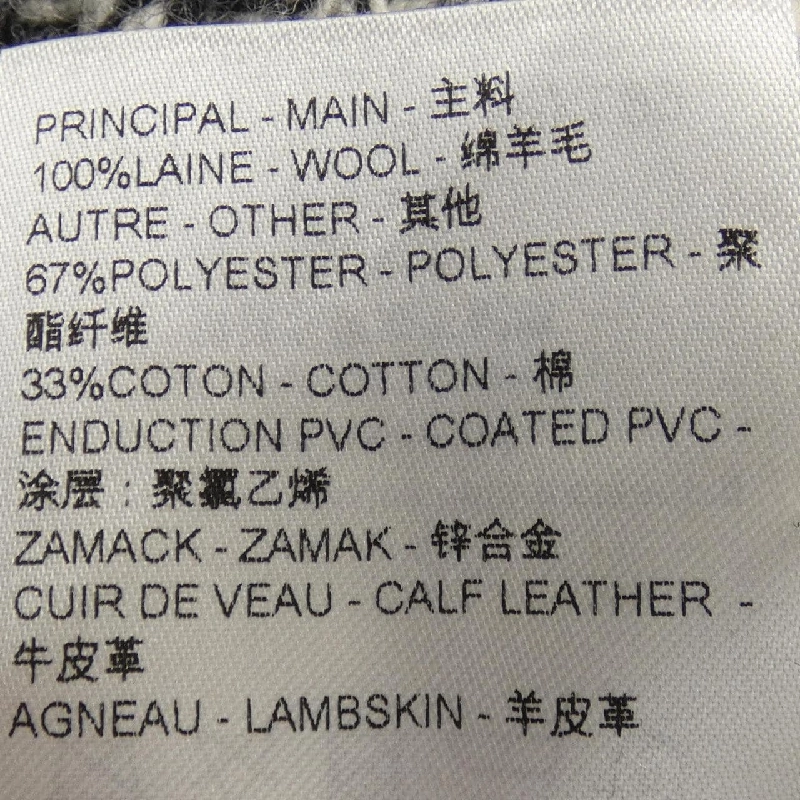 PRINCIPAL - MAIN - 主料
100%LAINE - WOOL - 绵羊毛
AUTRE - OTHER - 其他
67%POLYESTER - POLYESTER - 聚
酯纤维
33%COTON - COTTON - 棉
ENDUCTION PVC - COATED PVC -
涂层：聚氯乙烯
ZAMACK - ZAMAK - 锌合金
CUIR DE VEAU - CALF LEATHER -
牛皮革
AGNEAU - LAMBSKIN - 羊皮革